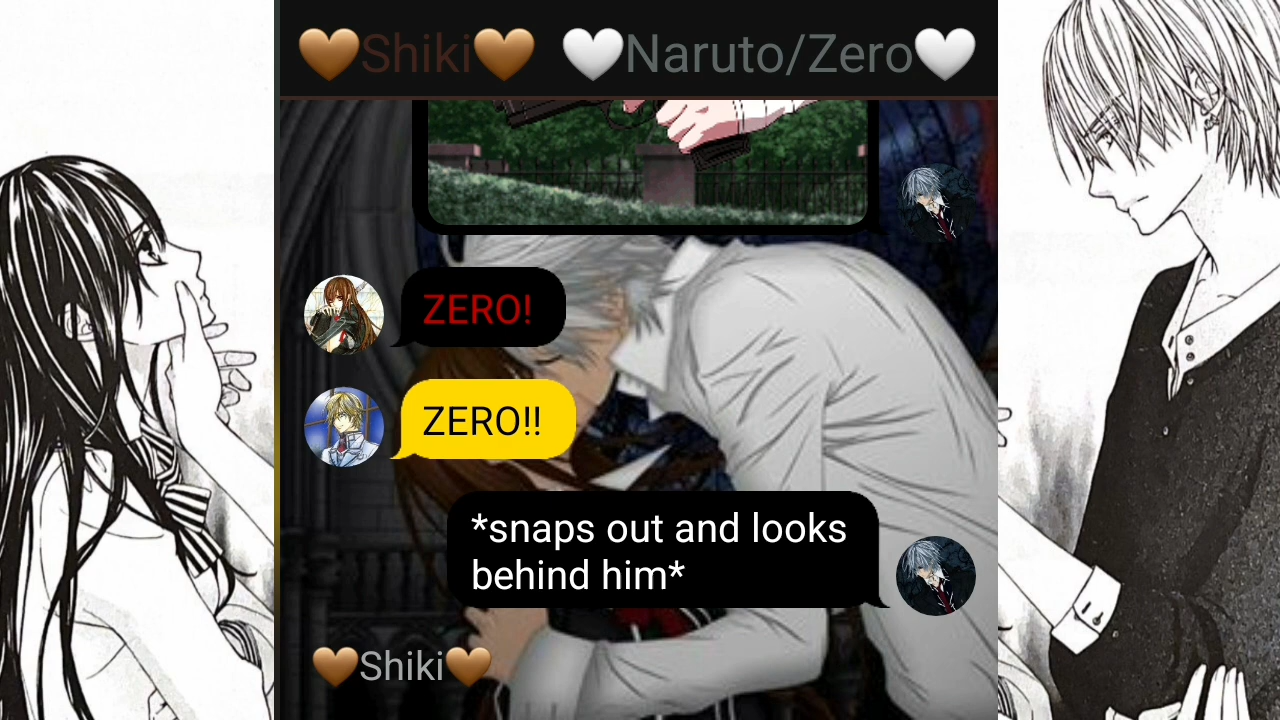 🤎Shiki🤎 🤍Naruto/Zero🤍
ZERO!
ZERO!!
*snaps out and looks
behind him*
🤎Shiki🤎